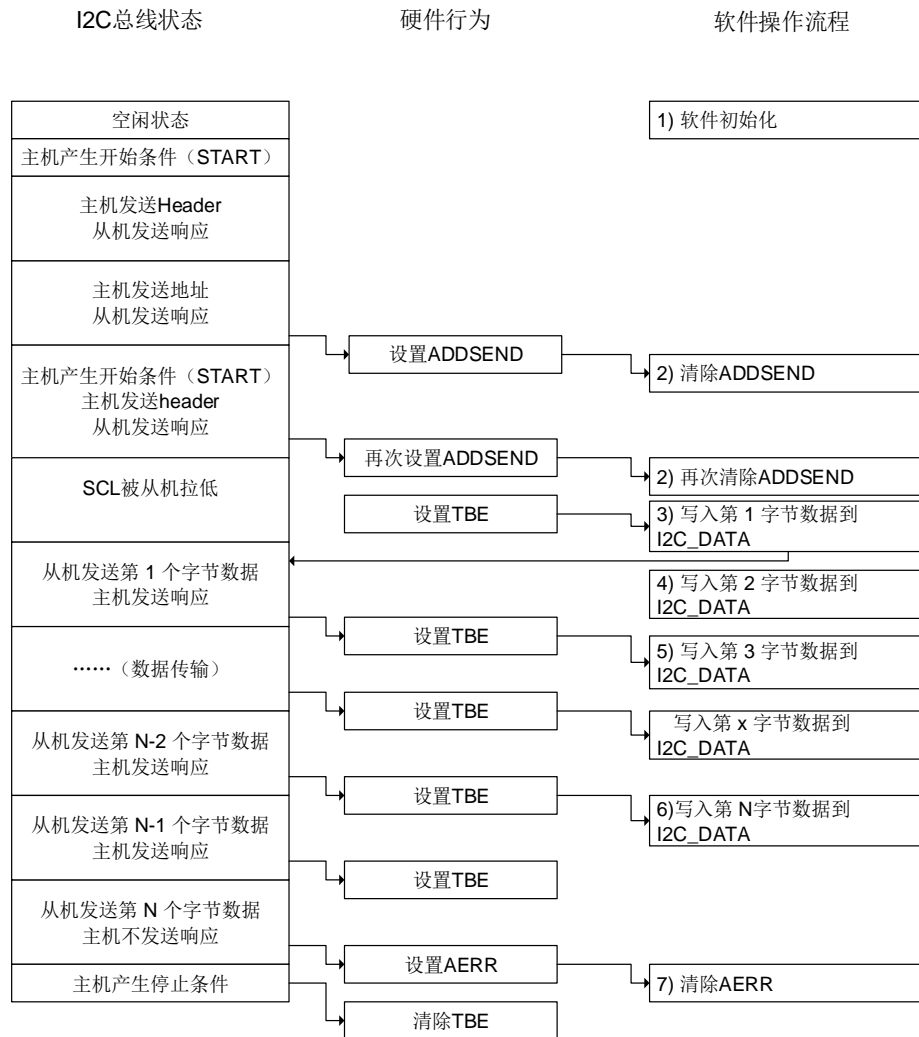 I2C总线状态
硬件行为
软件操作流程
空闲状态
1) 软件初始化
主机产生开始条件（START）
主机发送Header
从机发送响应
主机发送地址
从机发送响应
设置ADDSEND
2) 清除ADDSEND
主机产生开始条件（START）
主机发送header
从机发送响应
再次设置ADDSEND
2) 再次清除ADDSEND
SCL被从机拉低
设置TBE
3) 写入第 1 字节数据到
I2C_DATA
从机发送第 1 个字节数据
主机发送响应
4) 写入第 2 字节数据到
I2C_DATA
设置TBE
5) 写入第 3 字节数据到
I2C_DATA
……（数据传输）
设置TBE
写入第 x 字节数据到
I2C_DATA
从机发送第 N-2 个字节数据
主机发送响应
设置TBE
6)写入第 N字节数据到
I2C_DATA
从机发送第 N-1 个字节数据
主机发送响应
设置TBE
从机发送第 N 个字节数据
主机不发送响应
设置AERR
7) 清除AERR
主机产生停止条件
清除TBE